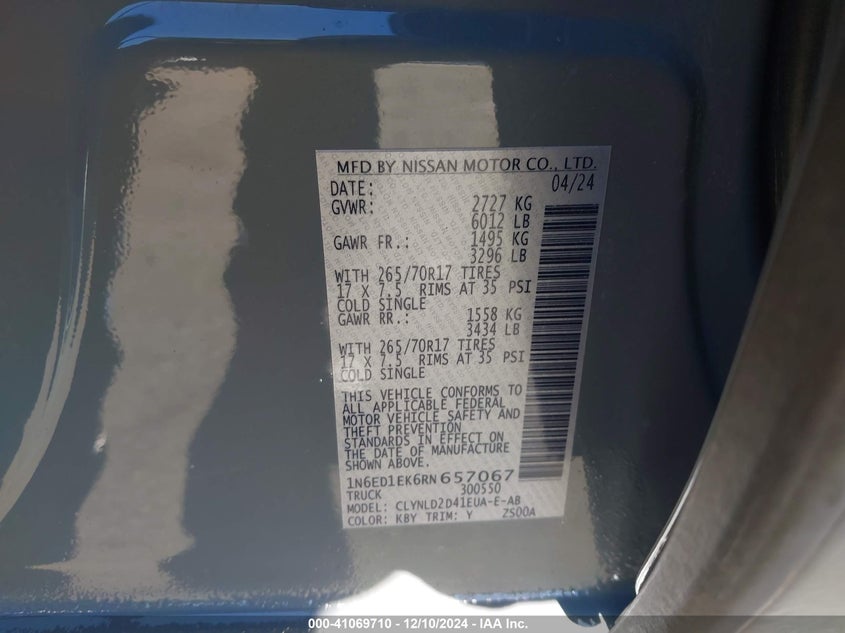 MFD BY NISSAN MOTOR CO., LTD.
DATE: 04/24
GVWR: 2727 KG
6012 LB
GAWR FR.: 1495 KG
3296 LB
WITH 265/70R17 TIRES
17 X 7.5 RIMS AT 35 PSI
COLD SINGLE
GAWR RR.: 1558 KG
3434 LB
WITH 265/70R17 TIRES
17 X 7.5 RIMS AT 35 PSI
COLD SINGLE
THIS VEHICLE CONFORMS TO
ALL APPLICABLE FEDERAL
MOTOR VEHICLE SAFETY AND
THEFT PREVENTION
STANDARDS IN EFFECT ON
THE DATE OF MANUFACTURE
SHOWN ABOVE.
1N6ED1EK6RN657067
TRUCK 300550
MODEL: CLYNLD2D41EUA-E-AB
COLOR: KBY TRIM: Y ZS00A
000-41069710 - 12/10/2024 - IAA Inc.